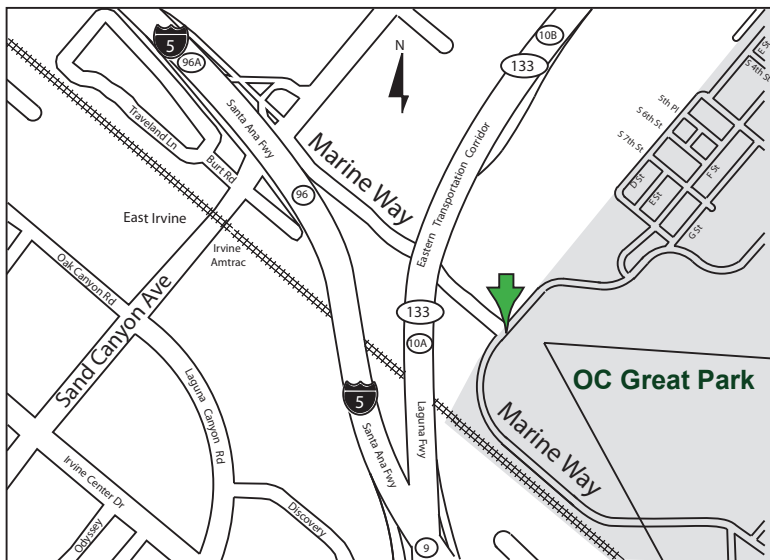 5
96A
N
10B
133
E St
S 4th St
5th Pl
S 6th St
S 7th St
D St
E St
F St
G St
Traveland Ln
Burt Rd
Santa Ana Fwy
Marine Way
96
Eastern Transportation Corridor
East Irvine
Irvine
Amtrac
Oak Canyon Rd
Sand Canyon Ave
133
10A
OC Great Park
5
Laguna Canyon Rd
Laguna Fwy
Santa Ana Fwy
Marine Way
Irvine Center Dr
Odyssey
Discovery
9